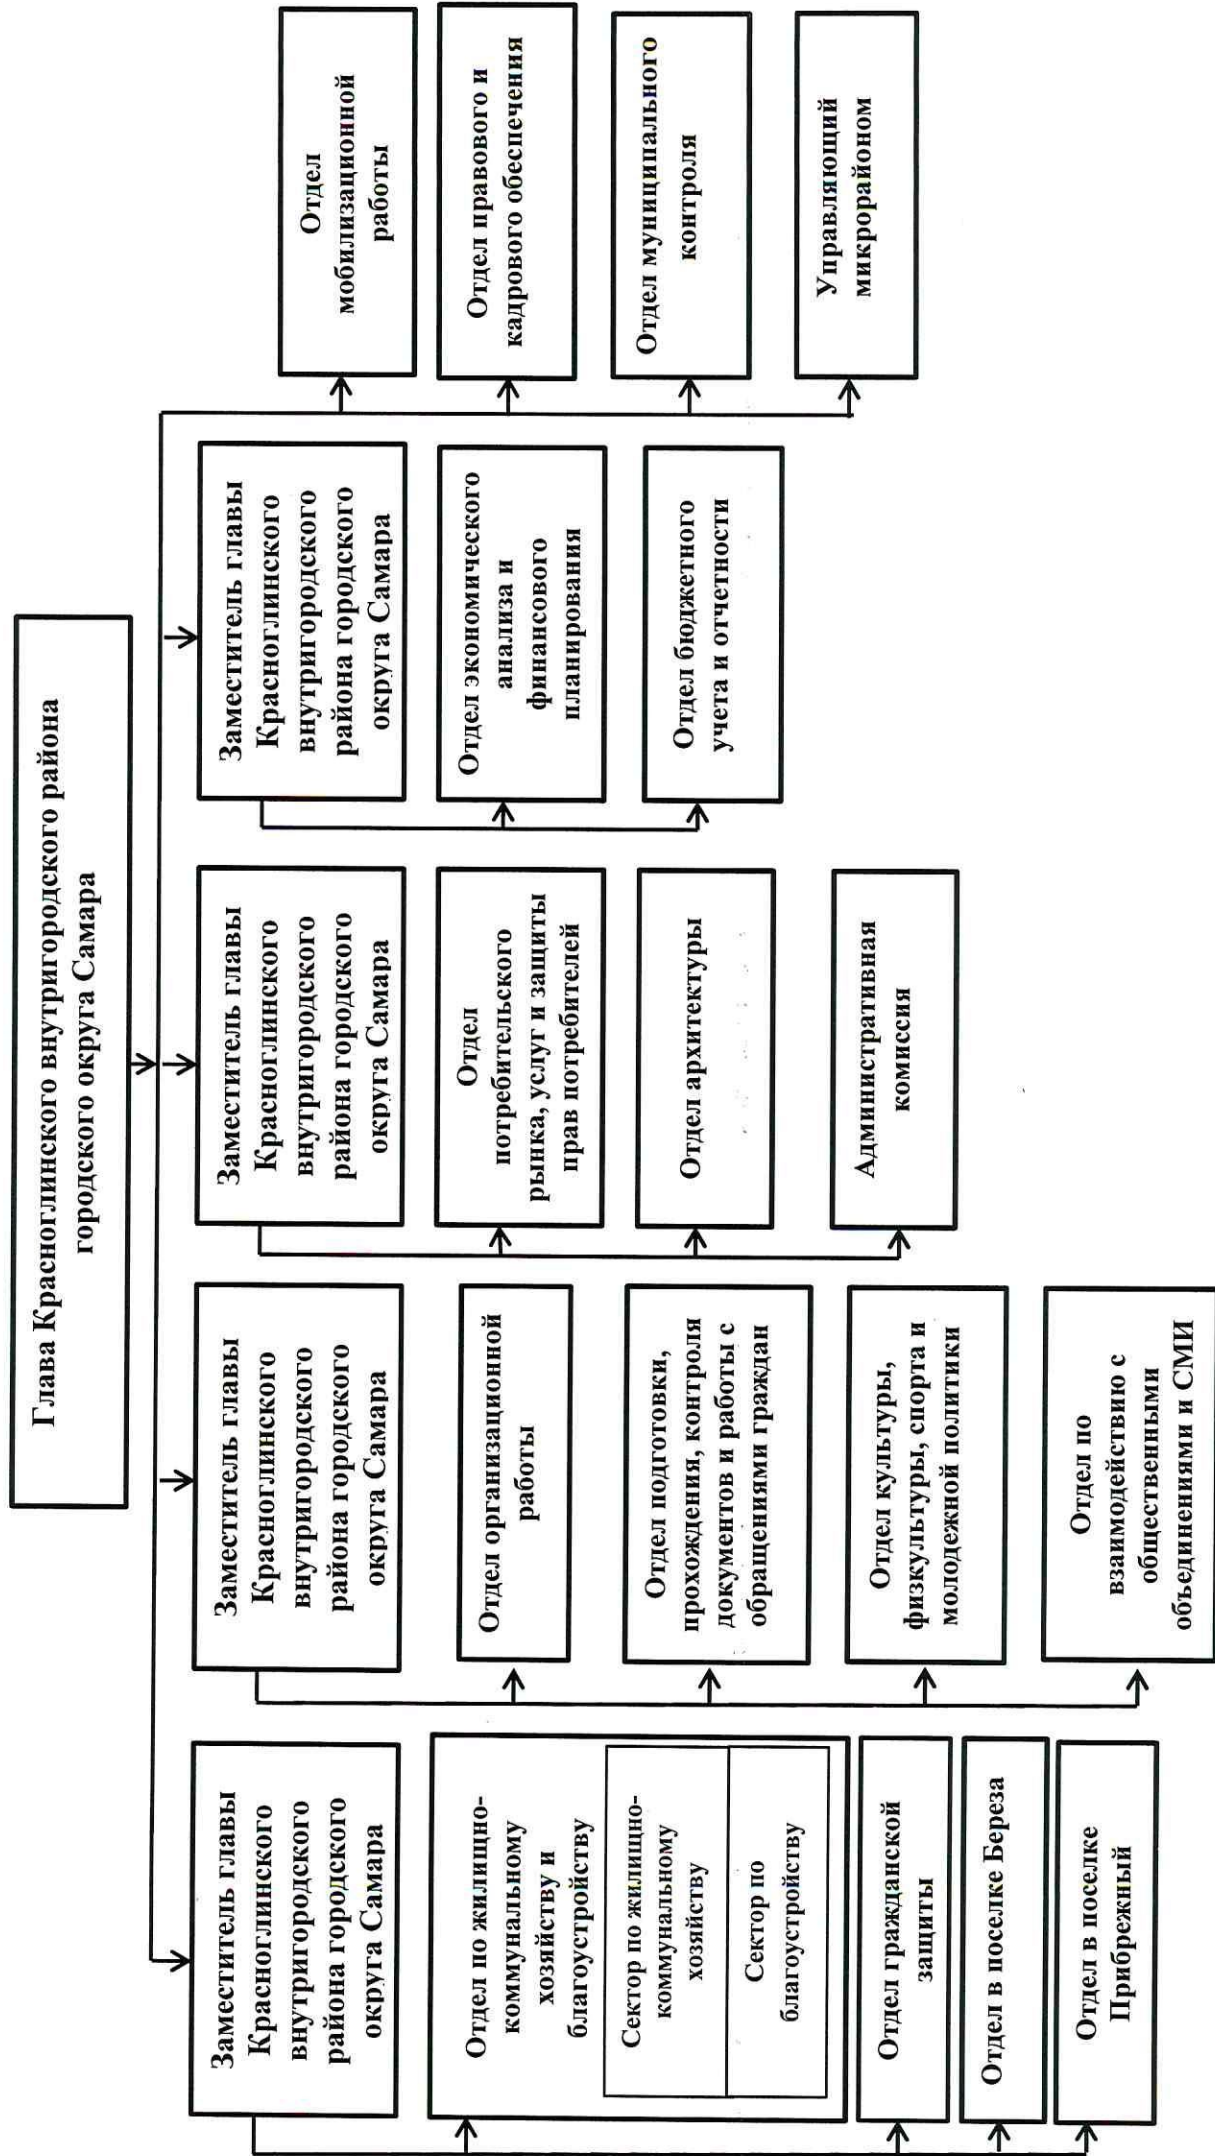 Глава Красноглинского внутригородского района
городского округа Самара
Заместитель главы
Красноглинского
внутригородского
района городского
округа Самара
Отдел по жилищно-
коммунальному
хозяйству и
благоустройству
Сектор по жилищно-
коммунальному
хозяйству
Сектор по
благоустройству
Отдел гражданской
защиты
Отдел в поселке Береза
Отдел в поселке
Прибрежный
Заместитель главы
Красноглинского
внутригородского
района городского
округа Самара
Отдел организационной
работы
Отдел подготовки,
прохождения, контроля
документов и работы с
обращениями граждан
Отдел культуры,
физкультуры, спорта и
молодежной политики
Отдел по
взаимодействию с
общественными
объединениями и СМИ
Заместитель главы
Красноглинского
внутригородского
района городского
округа Самара
Отдел
потребительского
рынка, услуг и защиты
прав потребителей
Отдел архитектуры
Административная
комиссия
Заместитель главы
Красноглинского
внутригородского
района городского
округа Самара
Отдел экономического
анализа и
финансового
планирования
Отдел бюджетного
учета и отчетности
Отдел
мобилизационной
работы
Отдел правового и
кадрового обеспечения
Отдел муниципального
контроля
Управляющий
микрорайоном